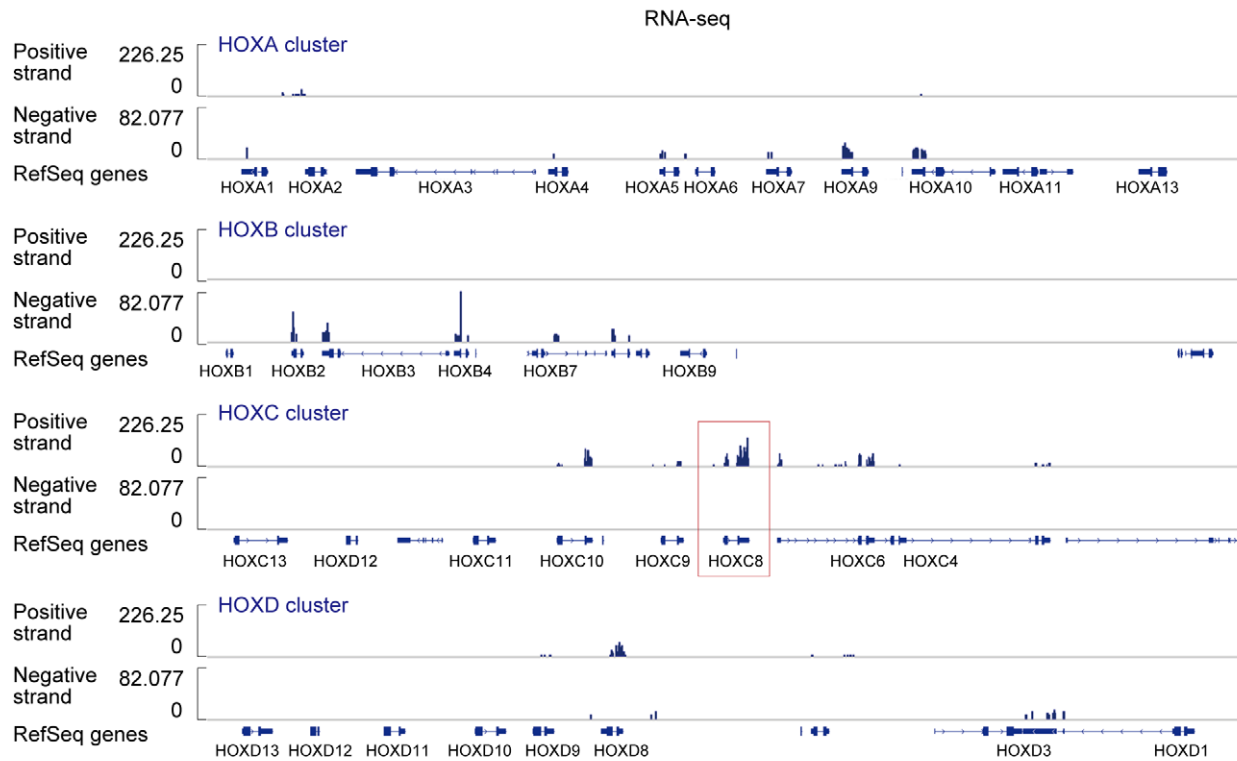 RNA-seq
HOXA cluster
Positive strand 226.25
0
Negative strand 82.077
0
RefSeq genes
HOXA1 HOXA2 HOXA3 HOXA4 HOXA5 HOXA6 HOXA7 HOXA9 HOXA10 HOXA11 HOXA13
HOXB cluster
Positive strand 226.25
0
Negative strand 82.077
0
RefSeq genes
HOXB1 HOXB2 HOXB3 HOXB4 HOXB7 HOXB9
HOXC cluster
Positive strand 226.25
0
Negative strand 82.077
0
RefSeq genes
HOXC13 HOXD12 HOXC11 HOXC10 HOXC9 HOXC8 HOXC6 HOXC4
HOXD cluster
Positive strand 226.25
0
Negative strand 82.077
0
RefSeq genes
HOXD13 HOXD12 HOXD11 HOXD10 HOXD9 HOXD8 HOXD3 HOXD1